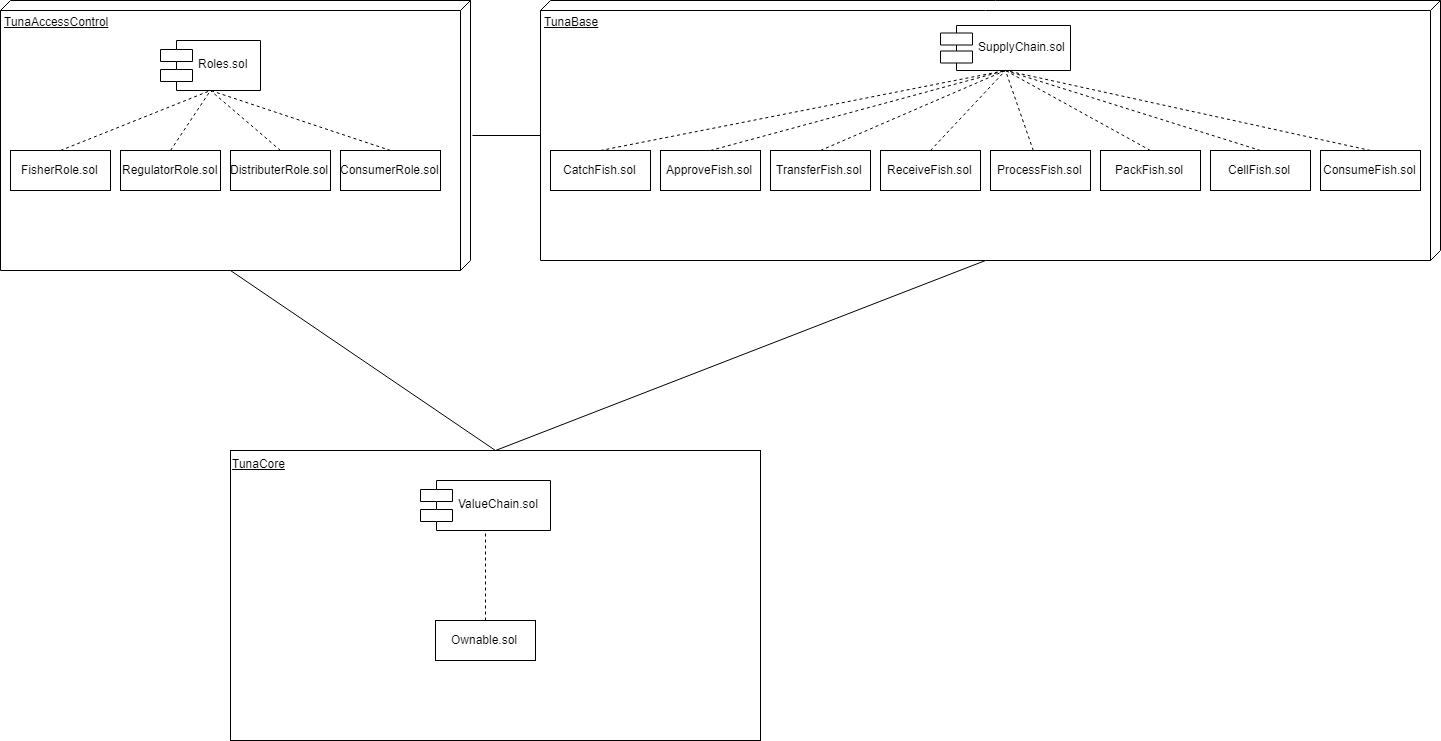 TunaAccessControl
Roles.sol
FisherRole.sol
RegulatorRole.sol
DistributerRole.sol
ConsumerRole.sol
TunaBase
SupplyChain.sol
CatchFish.sol
ApproveFish.sol
TransferFish.sol
ReceiveFish.sol
ProcessFish.sol
PackFish.sol
CellFish.sol
ConsumeFish.sol
TunaCore
ValueChain.sol
Ownable.sol